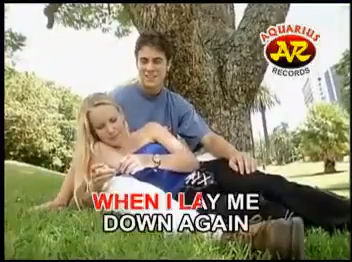 AQUARIUS
AR
RECORDS
WHEN I LAY ME
DOWN AGAIN